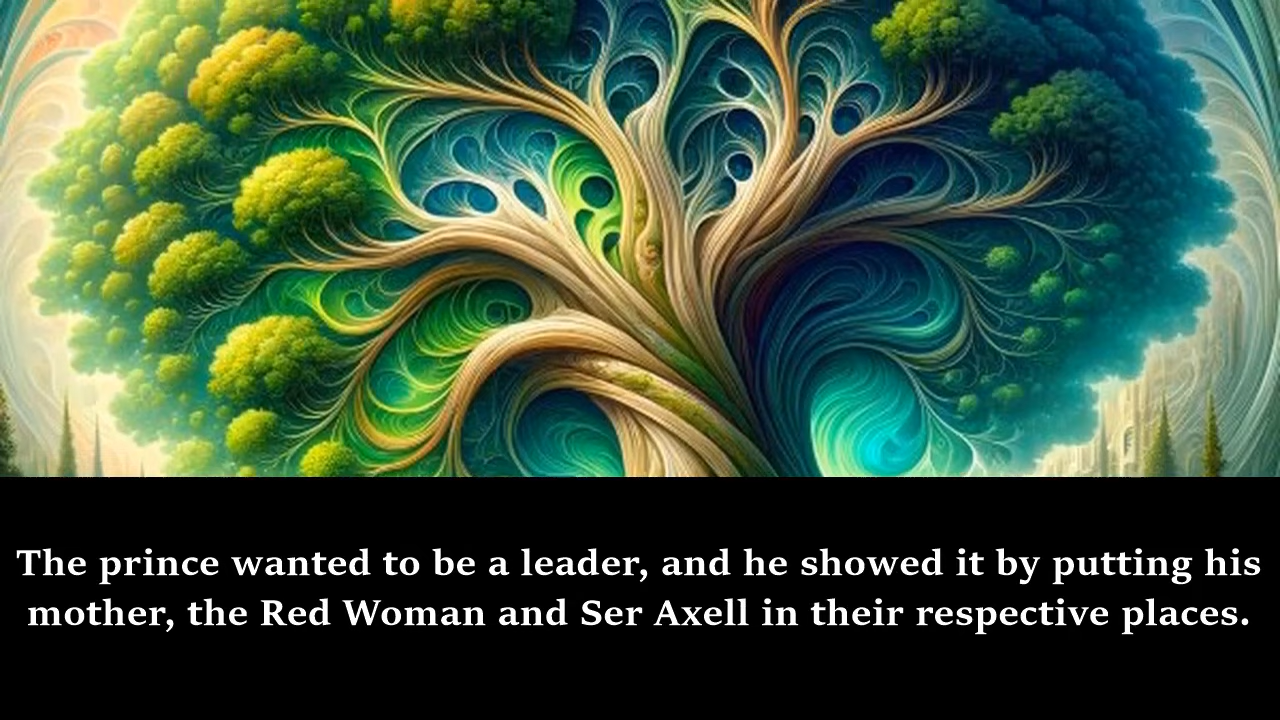 The prince wanted to be a leader, and he showed it by putting his
mother, the Red Woman and Ser Axell in their respective places.